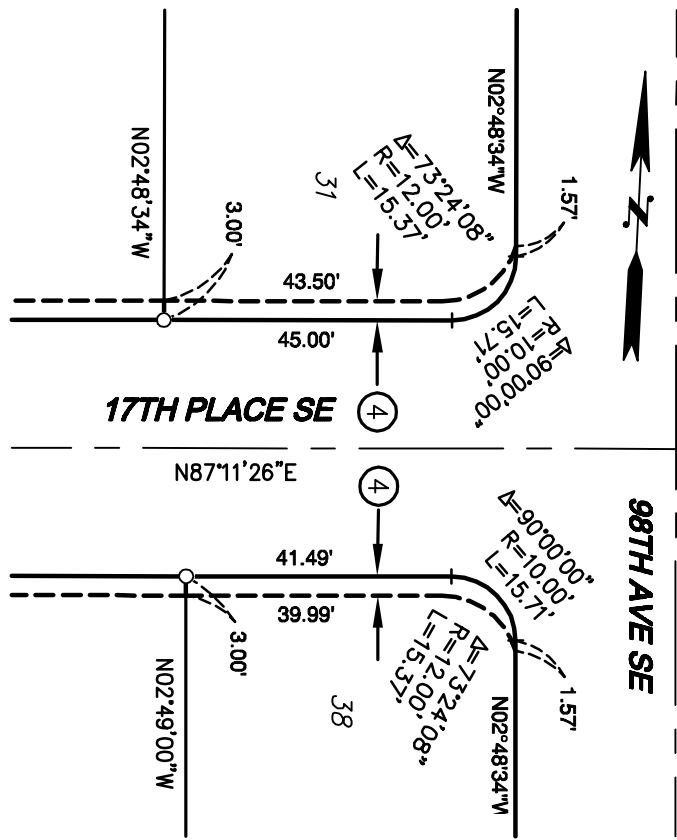 N02°48'34"W
N02°48'34"W
31
Δ=73°24'08"
R=12.00'
L=15.37'
1.57'
N
3.00'
43.50'
45.00'
Δ=90°00'00"
R=10.00'
L=15.71'
17TH PLACE SE
4
N87°11'26"E
4
98TH AVE SE
Δ=90°00'00"
R=10.00'
L=15.71'
41.49'
39.99'
3.00'
1.57'
Δ=73°24'08"
R=12.00'
L=15.37'
38
N02°49'00"W
N02°48'34"W